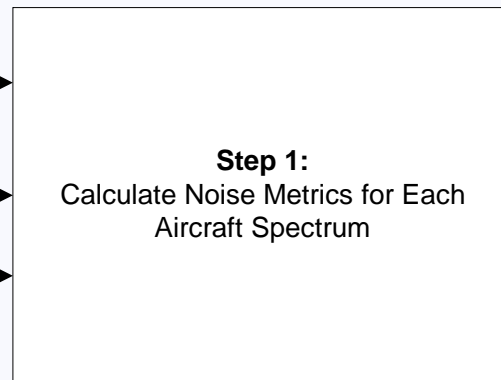 Step 1:
Calculate Noise Metrics for Each
Aircraft Spectrum